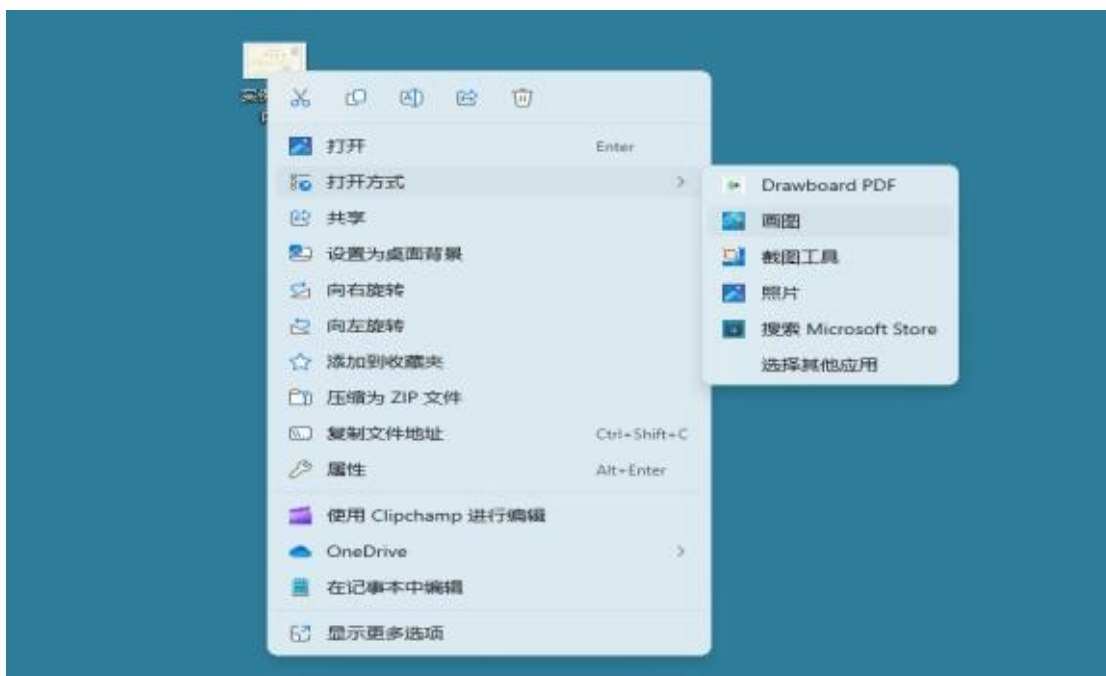 打开 Enter
打开方式
共享
设置为桌面背景
向右旋转
向左旋转
添加到收藏夹
压缩为 ZIP 文件
复制文件地址 Ctrl+Shift+C
属性 Alt+Enter
使用 Clipchamp 进行编辑
OneDrive
在记事本中编辑
显示更多选项
Drawboard PDF
画图
截图工具
照片
搜索 Microsoft Store
选择其他应用